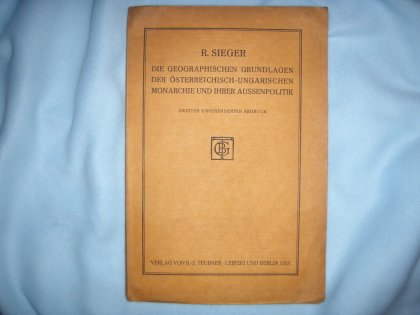 R. SIEGER
DIE GEOGRAPHISCHEN GRUNDLAGEN
DER ÖSTERREICHISCH-UNGARISCHEN
MONARCHIE UND IHRER AUSSENPOLITIK
ZWEITER UNVERÄNDERTER ABDRUCK
BGT
VERLAG VON B. G. TEUBNER · LEIPZIG UND BERLIN